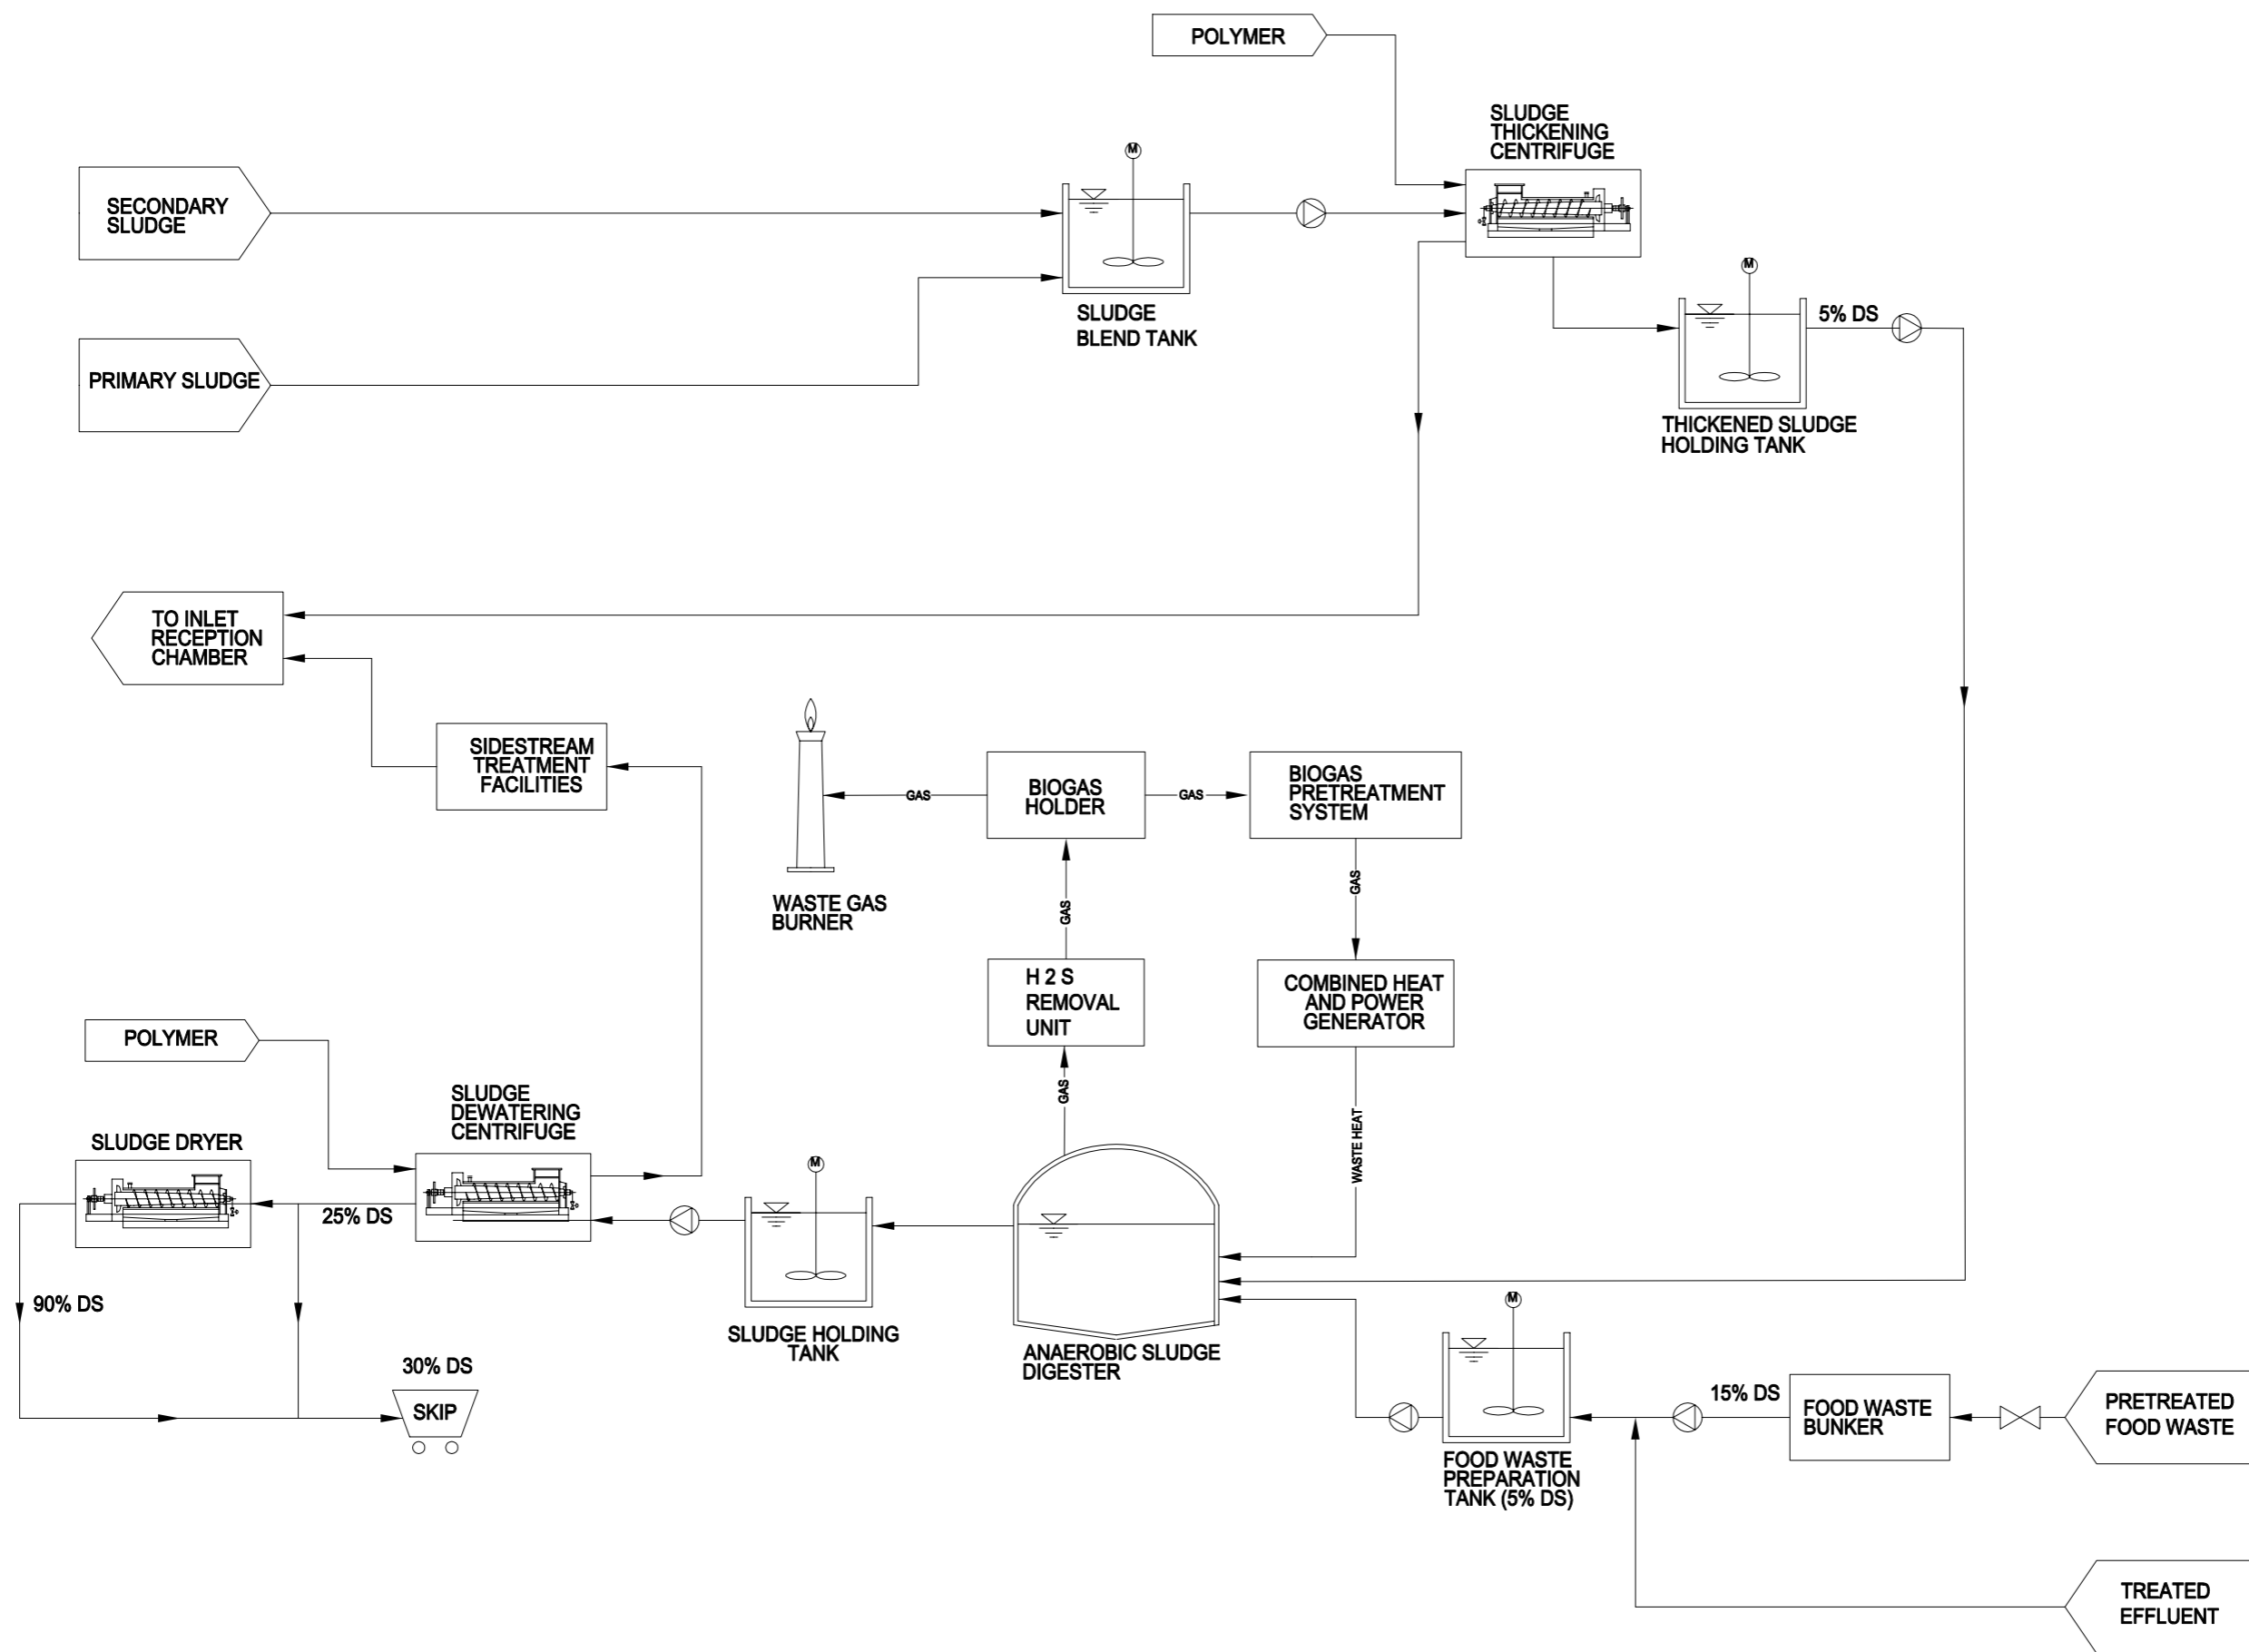 POLYMER
SLUDGE
THICKENING
CENTRIFUGE
M
SECONDARY
SLUDGE
M
SLUDGE
BLEND TANK
5% DS
PRIMARY SLUDGE
THICKENED SLUDGE
HOLDING TANK
TO INLET
RECEPTION
CHAMBER
SIDESTREAM
TREATMENT
FACILITIES
GAS
BIOGAS
HOLDER
GAS
BIOGAS
PRETREATMENT
SYSTEM
WASTE GAS
BURNER
GAS
GAS
H 2 S
REMOVAL
UNIT
COMBINED HEAT
AND POWER
GENERATOR
POLYMER
GAS
WASTE HEAT
SLUDGE
DEWATERING
CENTRIFUGE
SLUDGE DRYER
M
25% DS
90% DS
SLUDGE HOLDING
TANK
ANAEROBIC SLUDGE
DIGESTER
M
30% DS
SKIP
15% DS
FOOD WASTE
BUNKER
PRETREATED
FOOD WASTE
FOOD WASTE
PREPARATION
TANK (5% DS)
TREATED
EFFLUENT